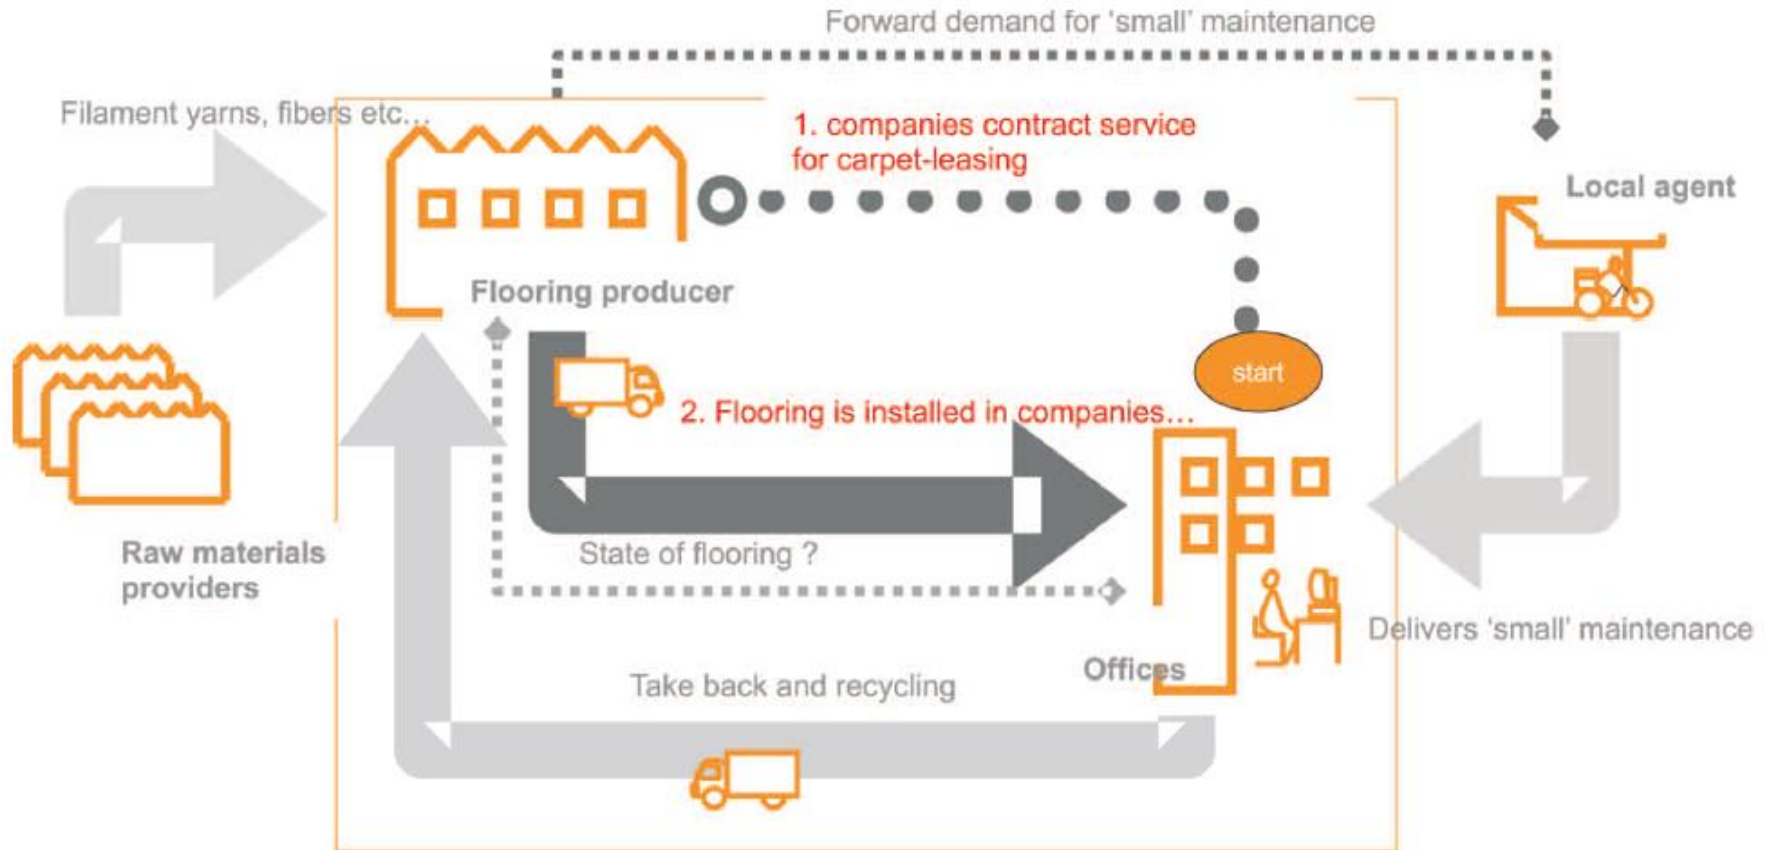 Forward demand for ‘small’ maintenance
Filament yarns, fibers etc...
1. companies contract service
for carpet-leasing
Local agent
Flooring producer
start
2. Flooring is installed in companies...
State of flooring ?
Raw materials
providers
Delivers ‘small’ maintenance
Offices
Take back and recycling